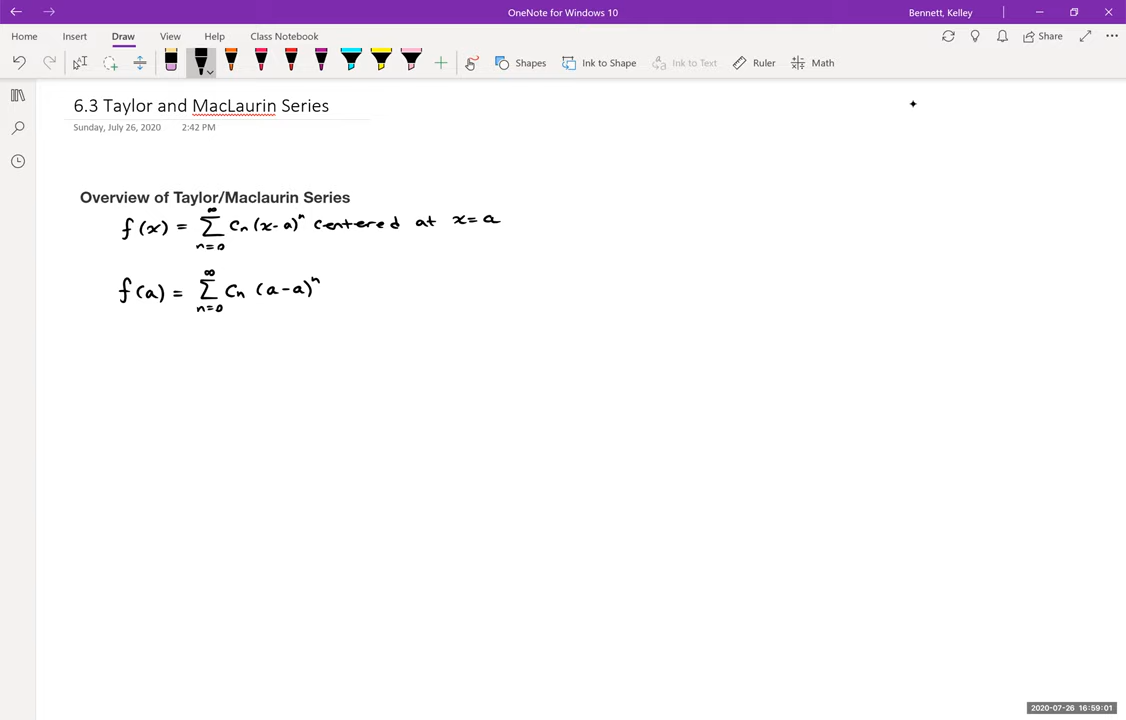 OneNote for Windows 10
Bennett, Kelley
Home Insert Draw View Help Class Notebook
Share
Shapes Ink to Shape Ink to Text Ruler Math
6.3 Taylor and MacLaurin Series
Sunday, July 26, 2020 2:42 PM
Overview of Taylor/Maclaurin Series
f(x) = ∑_{n=0}^{∞} Cn (x-a)^n centered at x=a
f(a) = ∑_{n=0}^{∞} Cn (a-a)^n
2020-07-26 16:59:01